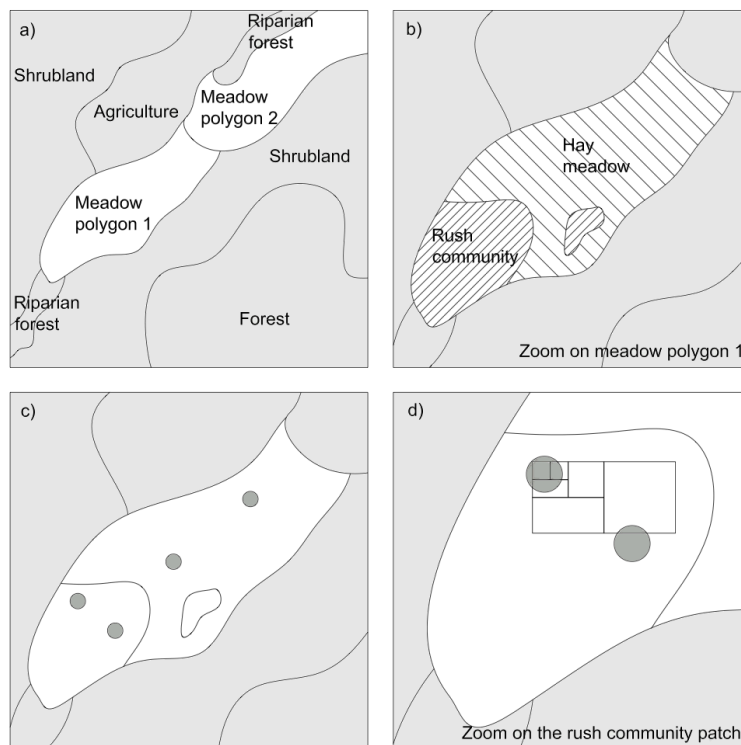 a)
Riparian
forest
Shrubland
Meadow
polygon 2
Agriculture
Shrubland
Meadow
polygon 1
Riparian
forest
Forest
b)
Hay
meadow
Rush
community
Zoom on meadow polygon 1
c)
d)
Zoom on the rush community patch